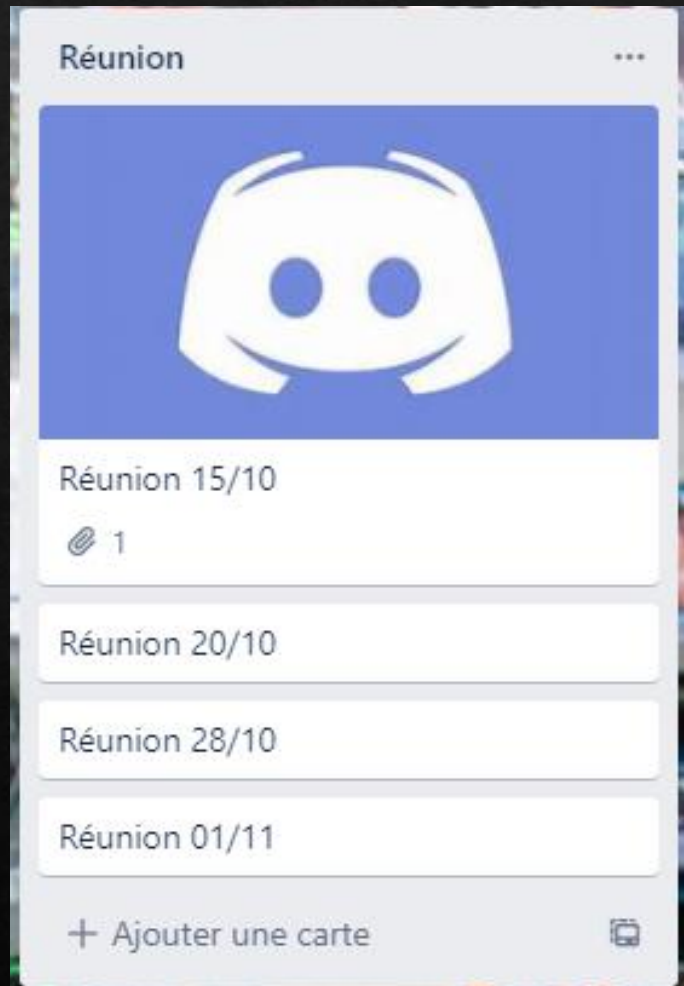 Réunion
Réunion 15/10
1
Réunion 20/10
Réunion 28/10
Réunion 01/11
+ Ajouter une carte